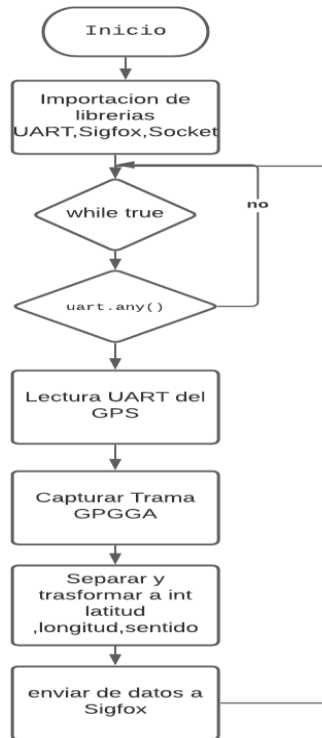 Inicio
Importacion de
librerias
UART,Sigfox,Socket
while true
no
uart.any()
Lectura UART del
GPS
Capturar Trama
GPGGA
Separar y
trasformar a int
latitud
,longitud,sentido
enviar de datos a
Sigfox